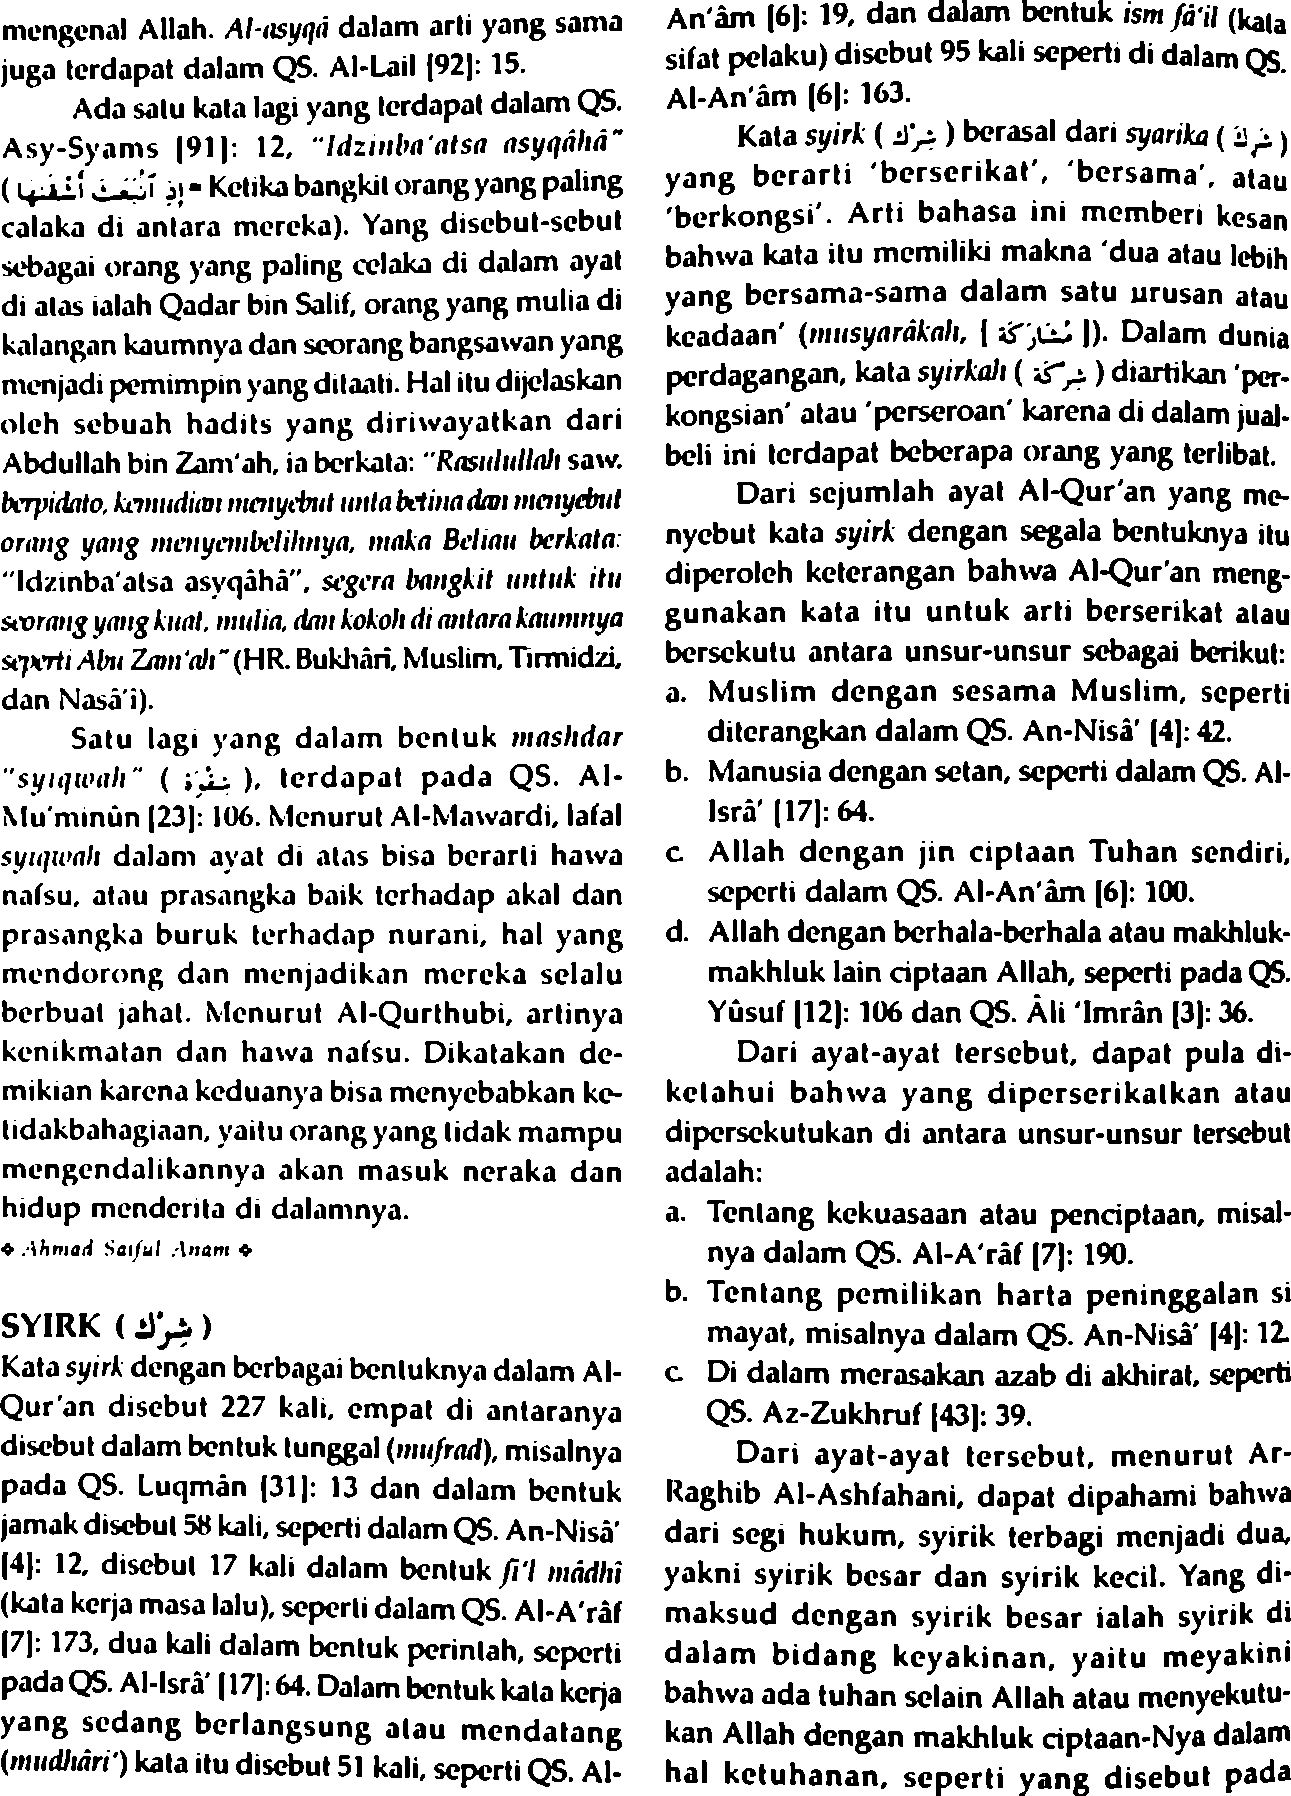 mengenal Allah. Al-asyqâ dalam arti yang sama
juga terdapat dalam QS. Al-Lail [92]: 15.
Ada satu kata lagi yang terdapat dalam QS.
Asy-Syams [91]: 12, "Idzinba'atsa asyqâhâ"
( إِذِ ٱنۢبَعَثَ أَشْقَىٰهَا = Ketika bangkit orang yang paling
calaka di antara mereka). Yang disebut-sebut
sebagai orang yang paling celaka di dalam ayat
di atas ialah Qadar bin Salif, orang yang mulia di
kalangan kaumnya dan seorang bangsawan yang
menjadi pemimpin yang ditaati. Hal itu dijelaskan
oleh sebuah hadits yang diriwayatkan dari
Abdullah bin Zam'ah, ia berkata: "Rasulullah saw.
berpidato, kemudian menyebut unta betina dan menyebut
orang yang menyembelihnya, maka Beliau berkata:
"Idzinba'atsa asyqâhâ", segera bangkit untuk itu
seorang yang kuat, mulia, dan kokoh di antara kaumnya
seperti Abu Zam'ah" (HR. Bukhârî, Muslim, Tirmidzi,
dan Nasâ'î).
Satu lagi yang dalam bentuk mashdar
"syiqwah" ( شِقْوَة ), terdapat pada QS. Al-
Mu'minûn [23]: 106. Menurut Al-Mawardi, lafal
syiqwah dalam ayat di atas bisa berarti hawa
nafsu, atau prasangka baik terhadap akal dan
prasangka buruk terhadap nurani, hal yang
mendorong dan menjadikan mereka selalu
berbuat jahat. Menurut Al-Qurthubi, artinya
kenikmatan dan hawa nafsu. Dikatakan de-
mikian karena keduanya bisa menyebabkan ke-
tidakbahagiaan, yaitu orang yang tidak mampu
mengendalikannya akan masuk neraka dan
hidup menderita di dalamnya.
❖ Ahmad Saiful Anam ❖
SYIRK ( شِرْك )
Kata syirk dengan berbagai bentuknya dalam Al-
Qur'an disebut 227 kali, empat di antaranya
disebut dalam bentuk tunggal (mufrad), misalnya
pada QS. Luqmân [31]: 13 dan dalam bentuk
jamak disebut 58 kali, seperti dalam QS. An-Nisâ'
[4]: 12, disebut 17 kali dalam bentuk fi'l mâdhî
(kata kerja masa lalu), seperti dalam QS. Al-A'râf
[7]: 173, dua kali dalam bentuk perintah, seperti
pada QS. Al-Isrâ' [17]: 64. Dalam bentuk kata kerja
yang sedang berlangsung atau mendatang
(mudhâri') kata itu disebut 51 kali, seperti QS. Al-
An'âm [6]: 19, dan dalam bentuk ism fâ'il (kata
sifat pelaku) disebut 95 kali seperti di dalam QS.
Al-An'âm [6]: 163.
Kata syirk ( شِرْك ) berasal dari syarika ( شَرِكَ )
yang berarti 'berserikat', 'bersama', atau
'berkongsi'. Arti bahasa ini memberi kesan
bahwa kata itu memiliki makna 'dua atau lebih
yang bersama-sama dalam satu urusan atau
keadaan' (musyarâkah, [ مُشَارَكَة ]). Dalam dunia
perdagangan, kata syirkah ( شِرْكَة ) diartikan 'per-
kongsian' atau 'perseroan' karena di dalam jual-
beli ini terdapat beberapa orang yang terlibat.
Dari sejumlah ayat Al-Qur'an yang me-
nyebut kata syirk dengan segala bentuknya itu
diperoleh keterangan bahwa Al-Qur'an meng-
gunakan kata itu untuk arti berserikat atau
bersekutu antara unsur-unsur sebagai berikut:
a. Muslim dengan sesama Muslim, seperti
diterangkan dalam QS. An-Nisâ' [4]: 42.
b. Manusia dengan setan, seperti dalam QS. Al-
Isrâ' [17]: 64.
c. Allah dengan jin ciptaan Tuhan sendiri,
seperti dalam QS. Al-An'âm [6]: 100.
d. Allah dengan berhala-berhala atau makhluk-
makhluk lain ciptaan Allah, seperti pada QS.
Yûsuf [12]: 106 dan QS. Âli 'Imrân [3]: 36.
Dari ayat-ayat tersebut, dapat pula di-
ketahui bahwa yang diperserikatkan atau
dipersekutukan di antara unsur-unsur tersebut
adalah:
a. Tentang kekuasaan atau penciptaan, misal-
nya dalam QS. Al-A'râf [7]: 190.
b. Tentang pemilikan harta peninggalan si
mayat, misalnya dalam QS. An-Nisâ' [4]: 12.
c. Di dalam merasakan azab di akhirat, seperti
QS. Az-Zukhruf [43]: 39.
Dari ayat-ayat tersebut, menurut Ar-
Raghib Al-Ashfahani, dapat dipahami bahwa
dari segi hukum, syirik terbagi menjadi dua,
yakni syirik besar dan syirik kecil. Yang di-
maksud dengan syirik besar ialah syirik di
dalam bidang keyakinan, yaitu meyakini
bahwa ada tuhan selain Allah atau menyekutu-
kan Allah dengan makhluk ciptaan-Nya dalam
hal ketuhanan, seperti yang disebut pada